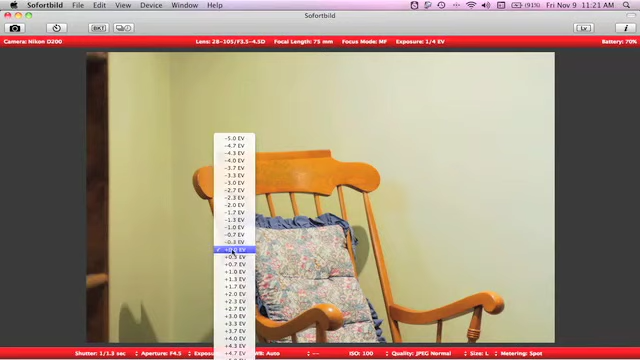 Sofortbild File Edit View Device Window Help (91%) Fri Nov 9 11:21 AM
Sofortbild
BKT Lv i
Camera: Nikon D200 Lens: 28-105/F3.5-4.5D Focal Length: 75 mm Focus Mode: MF Exposure: 1/4 EV Battery: 70%
-5.0 EV
-4.7 EV
-4.3 EV
-4.0 EV
-3.7 EV
-3.3 EV
-3.0 EV
-2.7 EV
-2.3 EV
-2.0 EV
-1.7 EV
-1.3 EV
-1.0 EV
-0.7 EV
-0.3 EV
+0.0 EV
+0.3 EV
+0.7 EV
+1.0 EV
+1.3 EV
+1.7 EV
+2.0 EV
+2.3 EV
+2.7 EV
+3.0 EV
+3.3 EV
+3.7 EV
+4.0 EV
+4.3 EV
+4.7 EV
Shutter: 1/1.3 sec Aperture: F4.5 WB: Auto -- ISO: 100 Quality: JPEG Normal Size: L Metering: Spot